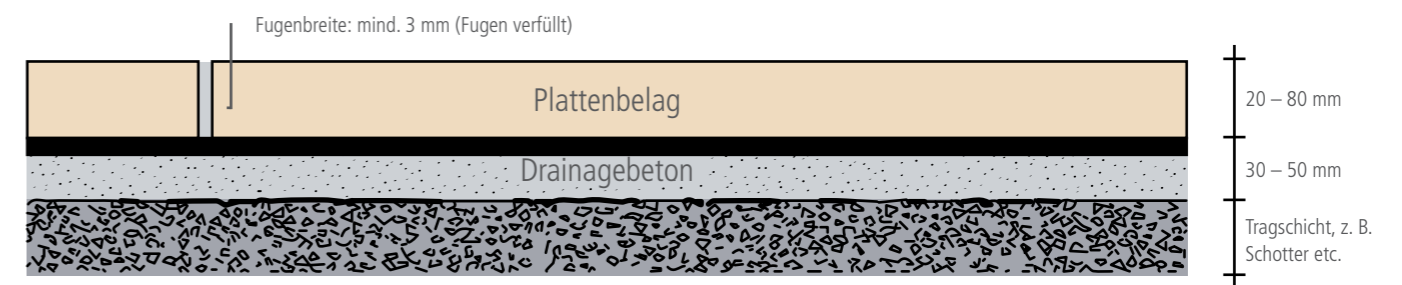 Fugenbreite: mind. 3 mm (Fugen verfüllt)
Plattenbelag
20 – 80 mm
Drainagebeton
30 – 50 mm
Tragschicht, z. B.
Schotter etc.